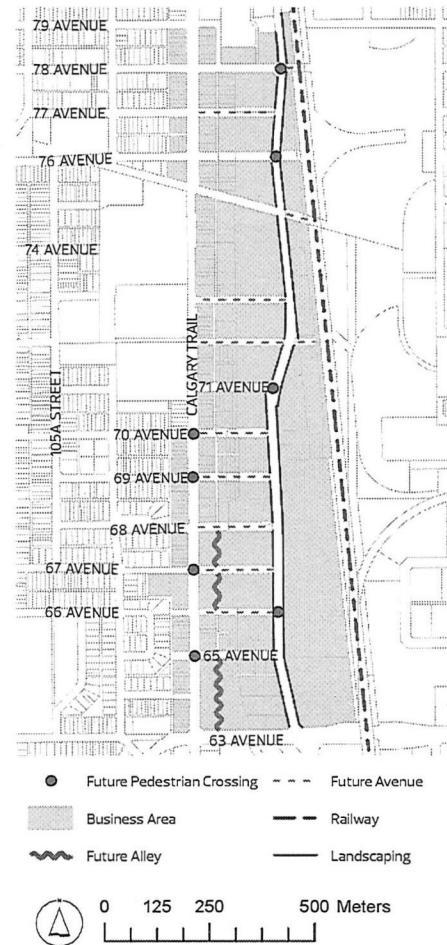 79 AVENUE
78 AVENUE
77 AVENUE
76 AVENUE
74 AVENUE
CALGARY TRAIL
105A STREET
71 AVENUE
70 AVENUE
69 AVENUE
68 AVENUE
67 AVENUE
66 AVENUE
65 AVENUE
63 AVENUE
Future Pedestrian Crossing
Future Avenue
Business Area
Railway
Future Alley
Landscaping
0 125 250 500 Meters